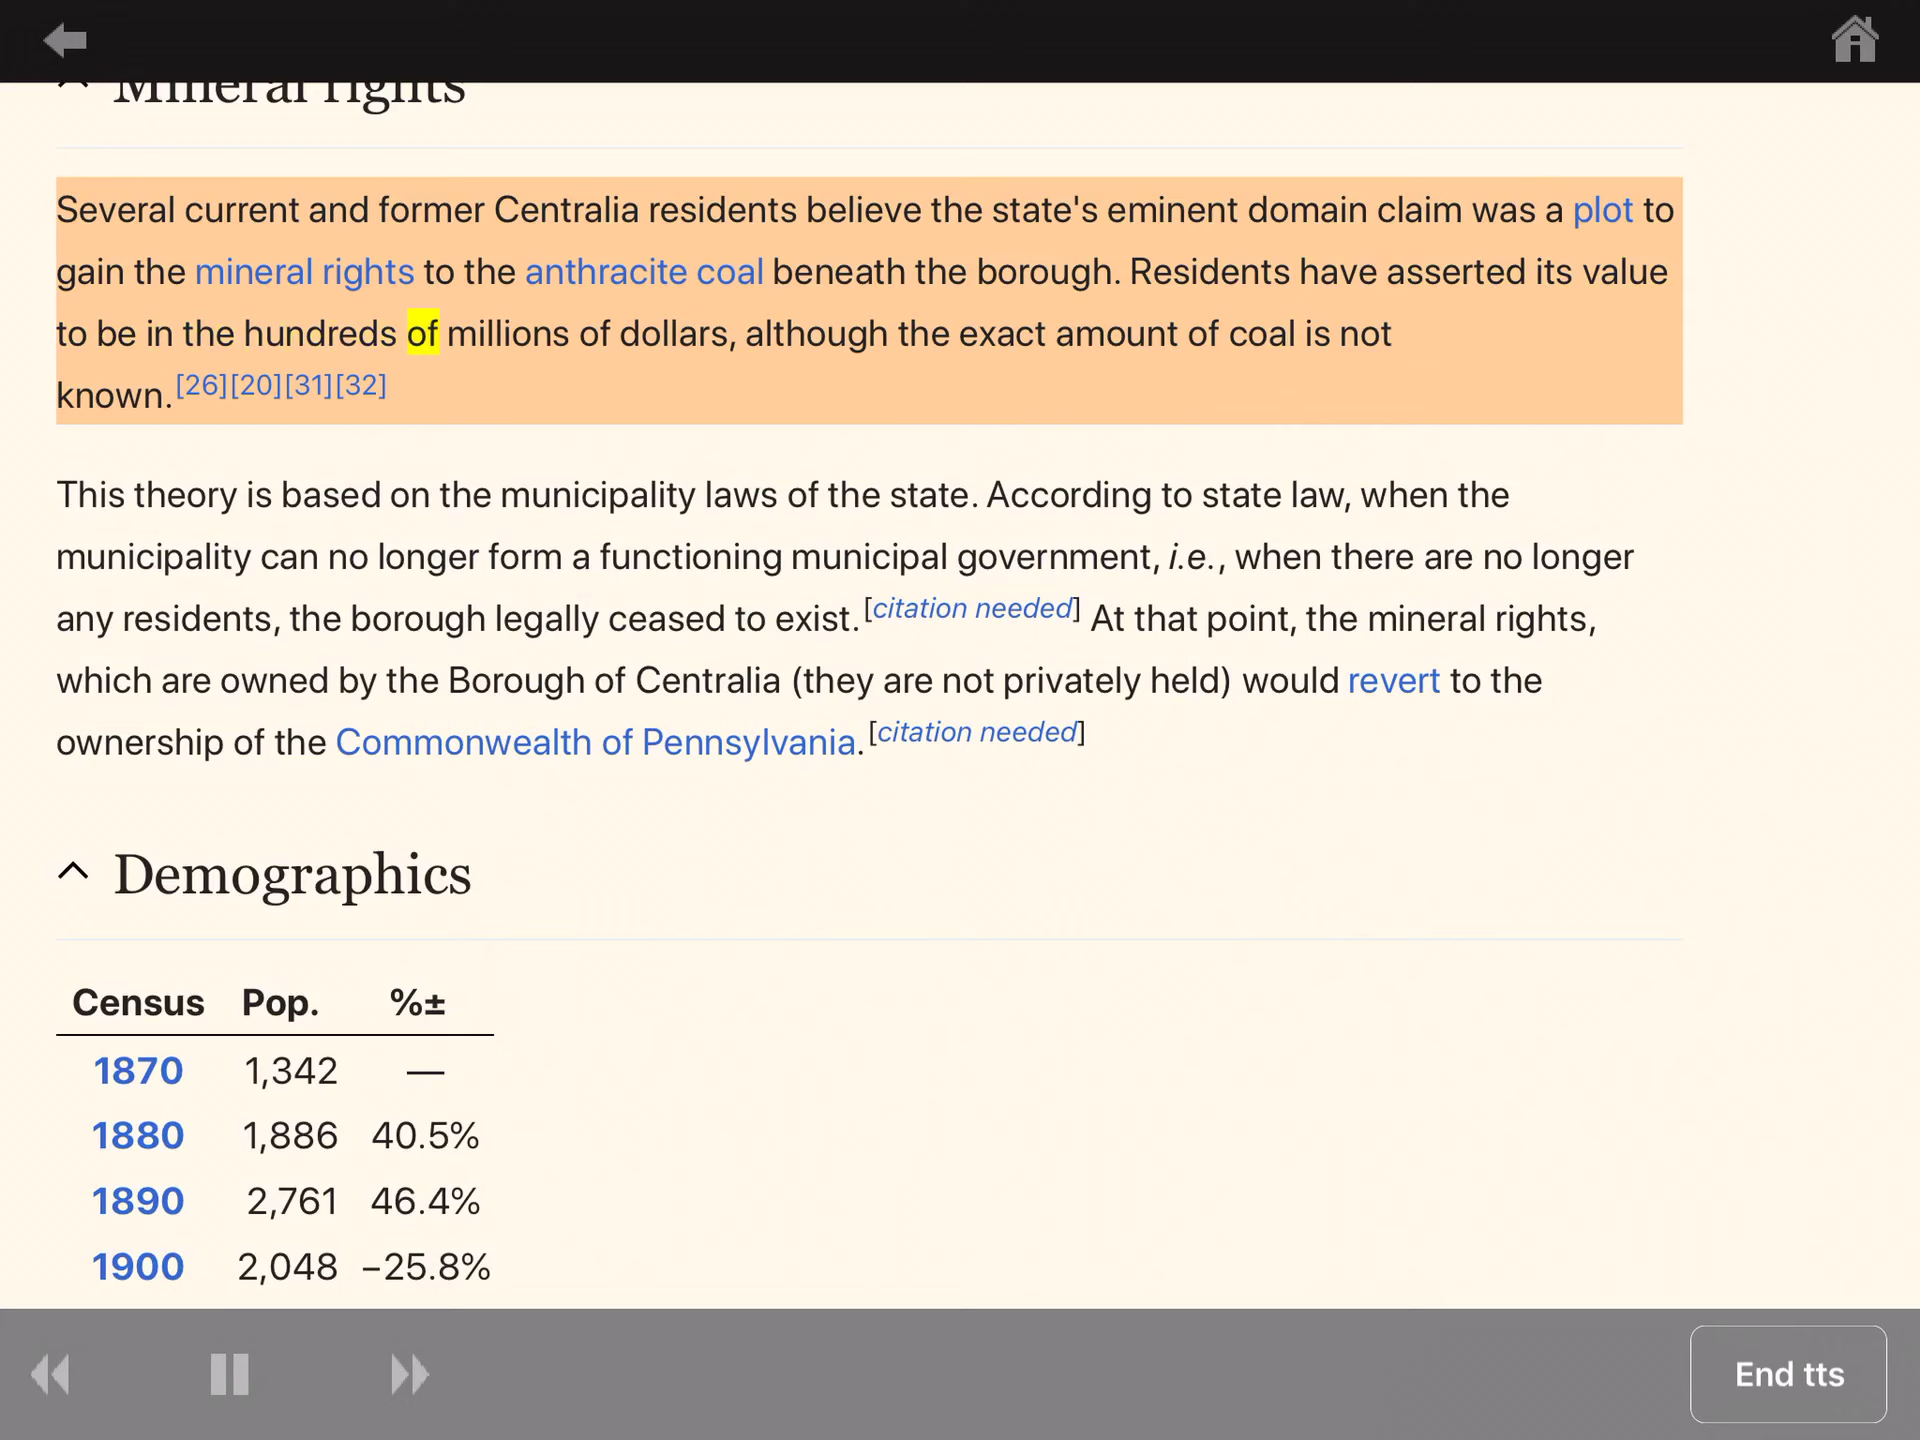 Mineral rights
Several current and former Centralia residents believe the state's eminent domain claim was a plot to
gain the mineral rights to the anthracite coal beneath the borough. Residents have asserted its value
to be in the hundreds of millions of dollars, although the exact amount of coal is not
known.[26][20][31][32]
This theory is based on the municipality laws of the state. According to state law, when the
municipality can no longer form a functioning municipal government, i.e., when there are no longer
any residents, the borough legally ceased to exist.[citation needed] At that point, the mineral rights,
which are owned by the Borough of Centralia (they are not privately held) would revert to the
ownership of the Commonwealth of Pennsylvania.[citation needed]
Demographics
Census Pop. %±
1870 1,342 —
1880 1,886 40.5%
1890 2,761 46.4%
1900 2,048 −25.8%
End tts